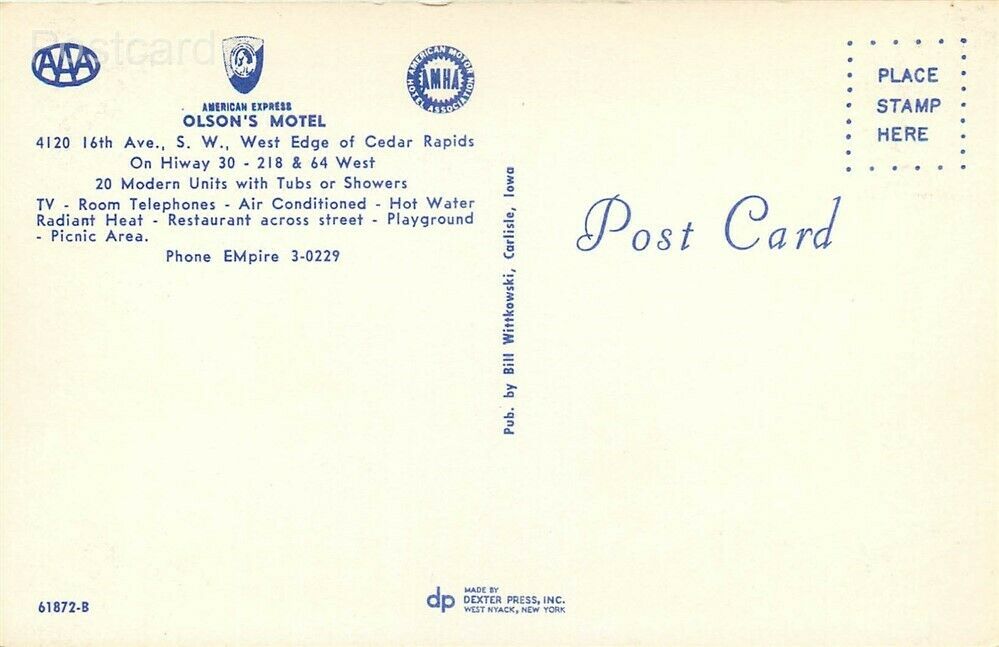 Postcard
AAA
AMERICAN EXPRESS
AMERICAN MOTOR HOTEL ASSOCIATION
AMHA
OLSON'S MOTEL
4120 16th Ave., S. W., West Edge of Cedar Rapids
On Hiway 30 - 218 & 64 West
20 Modern Units with Tubs or Showers
TV - Room Telephones - Air Conditioned - Hot Water
Radiant Heat - Restaurant across street - Playground
- Picnic Area.
Phone EMpire 3-0229
61872-B
Pub. by Bill Wittkowski, Carlisle, Iowa
dp
MADE BY
DEXTER PRESS, INC.
WEST NYACK, NEW YORK
PLACE
STAMP
HERE
Post Card